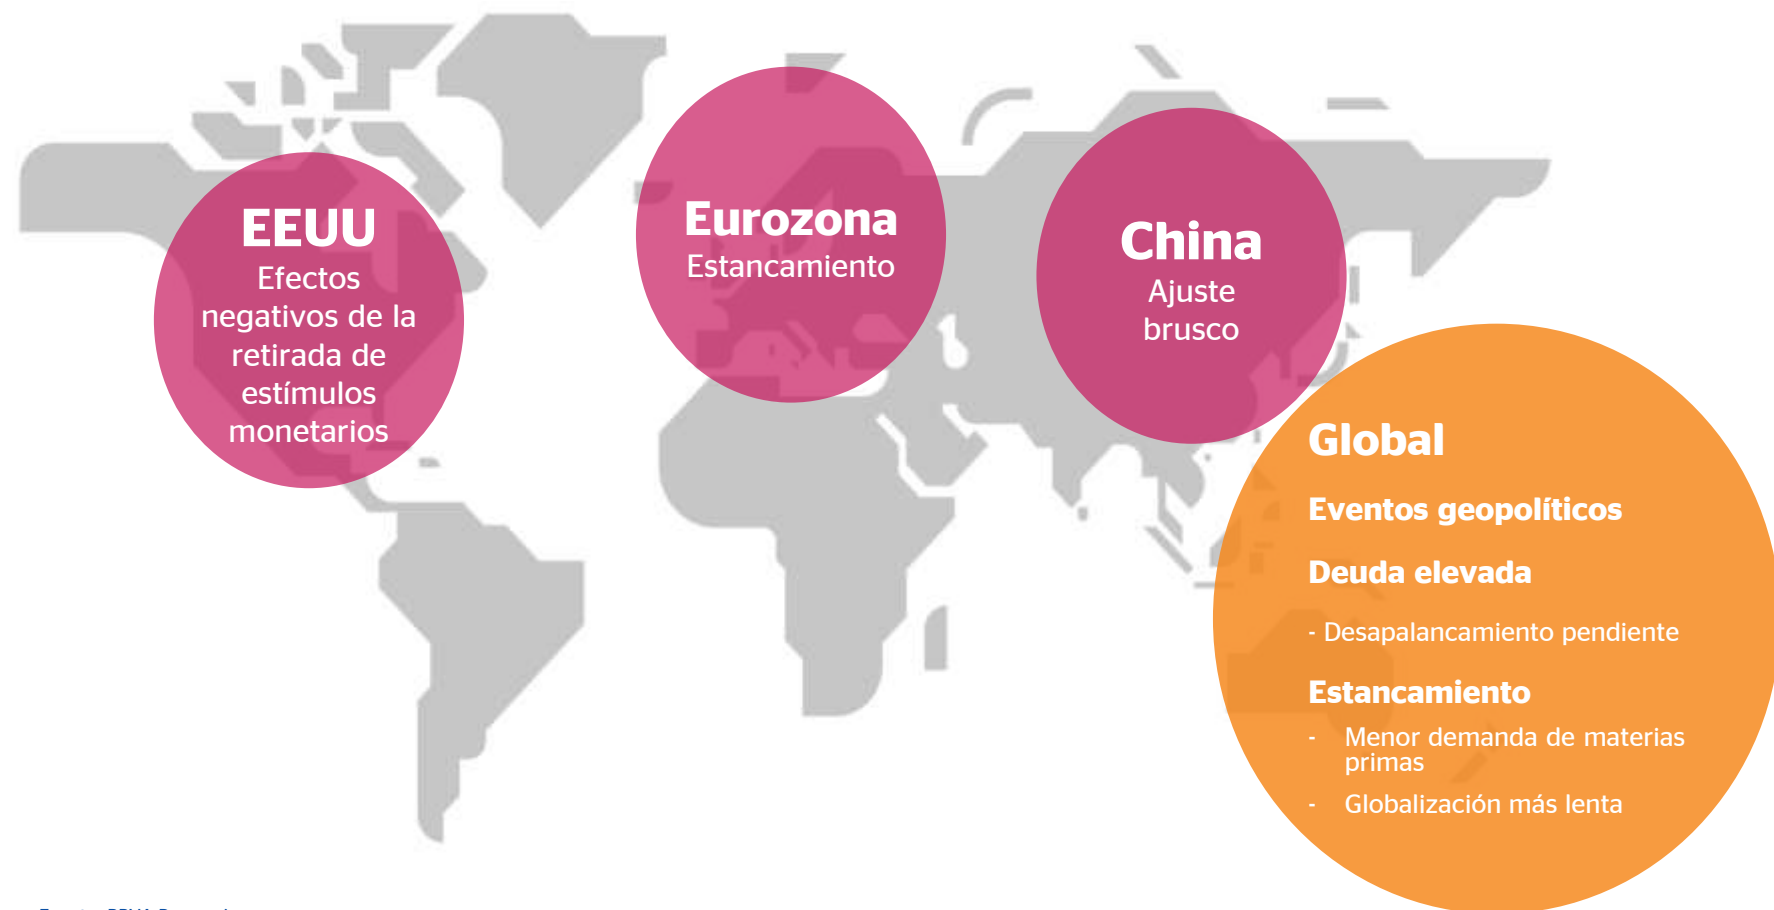 EEUU
Efectos
negativos de la
retirada de
estímulos
monetarios
Eurozona
Estancamiento
China
Ajuste
brusco
Global
Eventos geopolíticos
Deuda elevada
- Desapalancamiento pendiente
Estancamiento
- Menor demanda de materias
primas
- Globalización más lenta